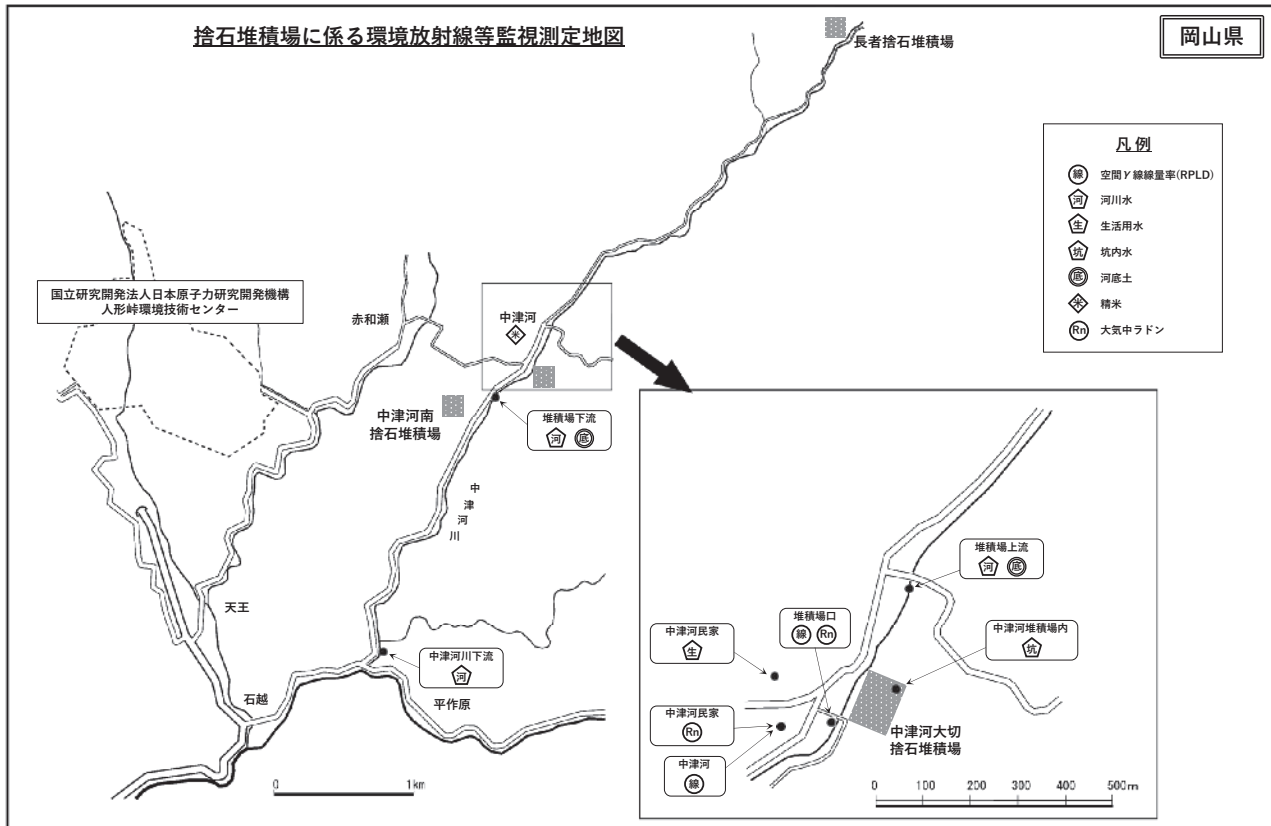 捨石堆積場に係る環境放射線等監視測定地図
岡山県
長者捨石堆積場
凡例
線 空間γ線線量率(RPLD)
河 河川水
生 生活用水
坑 坑内水
底 河底土
米 精米
Rn 大気中ラドン
国立研究開発法人日本原子力研究開発機構
人形峠環境技術センター
赤和瀬
中津河
米
中津河南
捨石堆積場
堆積場下流
河 底
中津河川
天王
中津河川下流
河
石越
平作原
0 1km
堆積場上流
河 底
堆積場口
線 Rn
中津河民家
生
中津河堆積場内
坑
中津河民家
Rn
中津河大切
捨石堆積場
中津河
線
0 100 200 300 400 500m